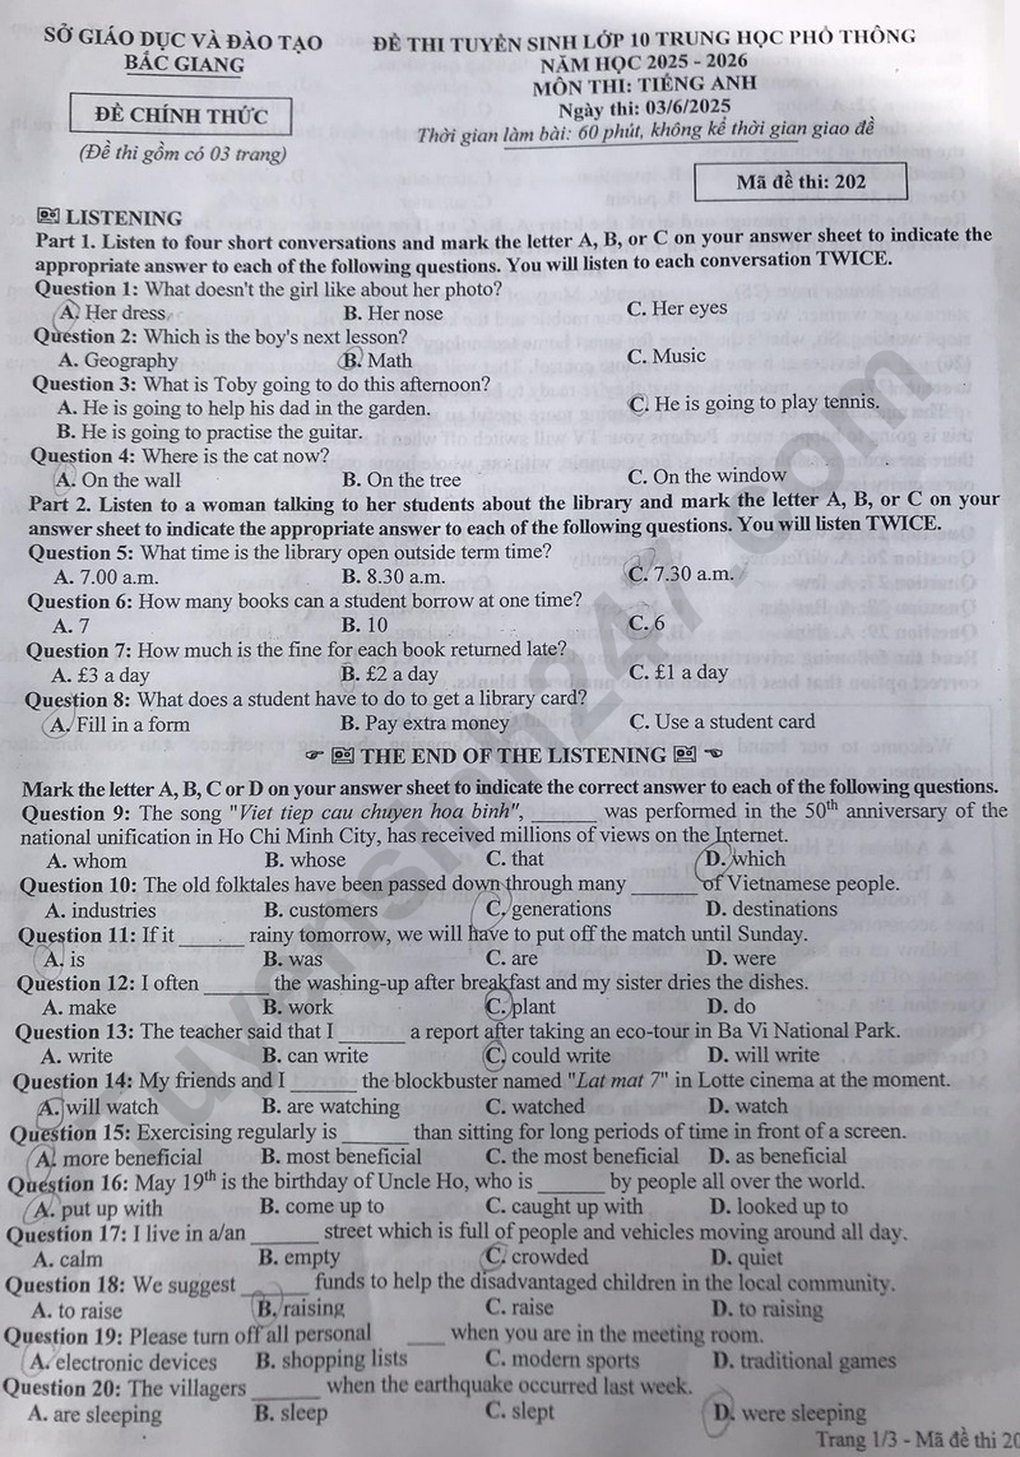 SỞ GIÁO DỤC VÀ ĐÀO TẠO
BẮC GIANG
ĐỀ CHÍNH THỨC
(Đề thi gồm có 03 trang)
ĐỀ THI TUYỂN SINH LỚP 10 TRUNG HỌC PHỔ THÔNG
NĂM HỌC 2025 - 2026
MÔN THI: TIẾNG ANH
Ngày thi: 03/6/2025
Thời gian làm bài: 60 phút, không kể thời gian giao đề
Mã đề thi: 202
LISTENING
Part 1. Listen to four short conversations and mark the letter A, B, or C on your answer sheet to indicate the
appropriate answer to each of the following questions. You will listen to each conversation TWICE.
Question 1: What doesn't the girl like about her photo?
A. Her dress B. Her nose C. Her eyes
Question 2: Which is the boy's next lesson?
A. Geography B. Math C. Music
Question 3: What is Toby going to do this afternoon?
A. He is going to help his dad in the garden. C. He is going to play tennis.
B. He is going to practise the guitar.
Question 4: Where is the cat now?
A. On the wall B. On the tree C. On the window
Part 2. Listen to a woman talking to her students about the library and mark the letter A, B, or C on your
answer sheet to indicate the appropriate answer to each of the following questions. You will listen TWICE.
Question 5: What time is the library open outside term time?
A. 7.00 a.m. B. 8.30 a.m. C. 7.30 a.m.
Question 6: How many books can a student borrow at one time?
A. 7 B. 10 C. 6
Question 7: How much is the fine for each book returned late?
A. £3 a day B. £2 a day C. £1 a day
Question 8: What does a student have to do to get a library card?
A. Fill in a form B. Pay extra money C. Use a student card
THE END OF THE LISTENING
Mark the letter A, B, C or D on your answer sheet to indicate the correct answer to each of the following questions.
Question 9: The song "Viet tiep cau chuyen hoa binh", ______ was performed in the 50th anniversary of the
national unification in Ho Chi Minh City, has received millions of views on the Internet.
A. whom B. whose C. that D. which
Question 10: The old folktales have been passed down through many ______ of Vietnamese people.
A. industries B. customers C. generations D. destinations
Question 11: If it ______ rainy tomorrow, we will have to put off the match until Sunday.
A. is B. was C. are D. were
Question 12: I often ______ the washing-up after breakfast and my sister dries the dishes.
A. make B. work C. plant D. do
Question 13: The teacher said that I ______ a report after taking an eco-tour in Ba Vi National Park.
A. write B. can write C. could write D. will write
Question 14: My friends and I ______ the blockbuster named "Lat mat 7" in Lotte cinema at the moment.
A. will watch B. are watching C. watched D. watch
Question 15: Exercising regularly is ______ than sitting for long periods of time in front of a screen.
A. more beneficial B. most beneficial C. the most beneficial D. as beneficial
Question 16: May 19th is the birthday of Uncle Ho, who is ______ by people all over the world.
A. put up with B. come up to C. caught up with D. looked up to
Question 17: I live in a/an ______ street which is full of people and vehicles moving around all day.
A. calm B. empty C. crowded D. quiet
Question 18: We suggest ______ funds to help the disadvantaged children in the local community.
A. to raise B. raising C. raise D. to raising
Question 19: Please turn off all personal ____ when you are in the meeting room.
A. electronic devices B. shopping lists C. modern sports D. traditional games
Question 20: The villagers ______ when the earthquake occurred last week.
A. are sleeping B. sleep C. slept D. were sleeping
Trang 1/3 - Mã đề thi 20
Tuyensinh247.com